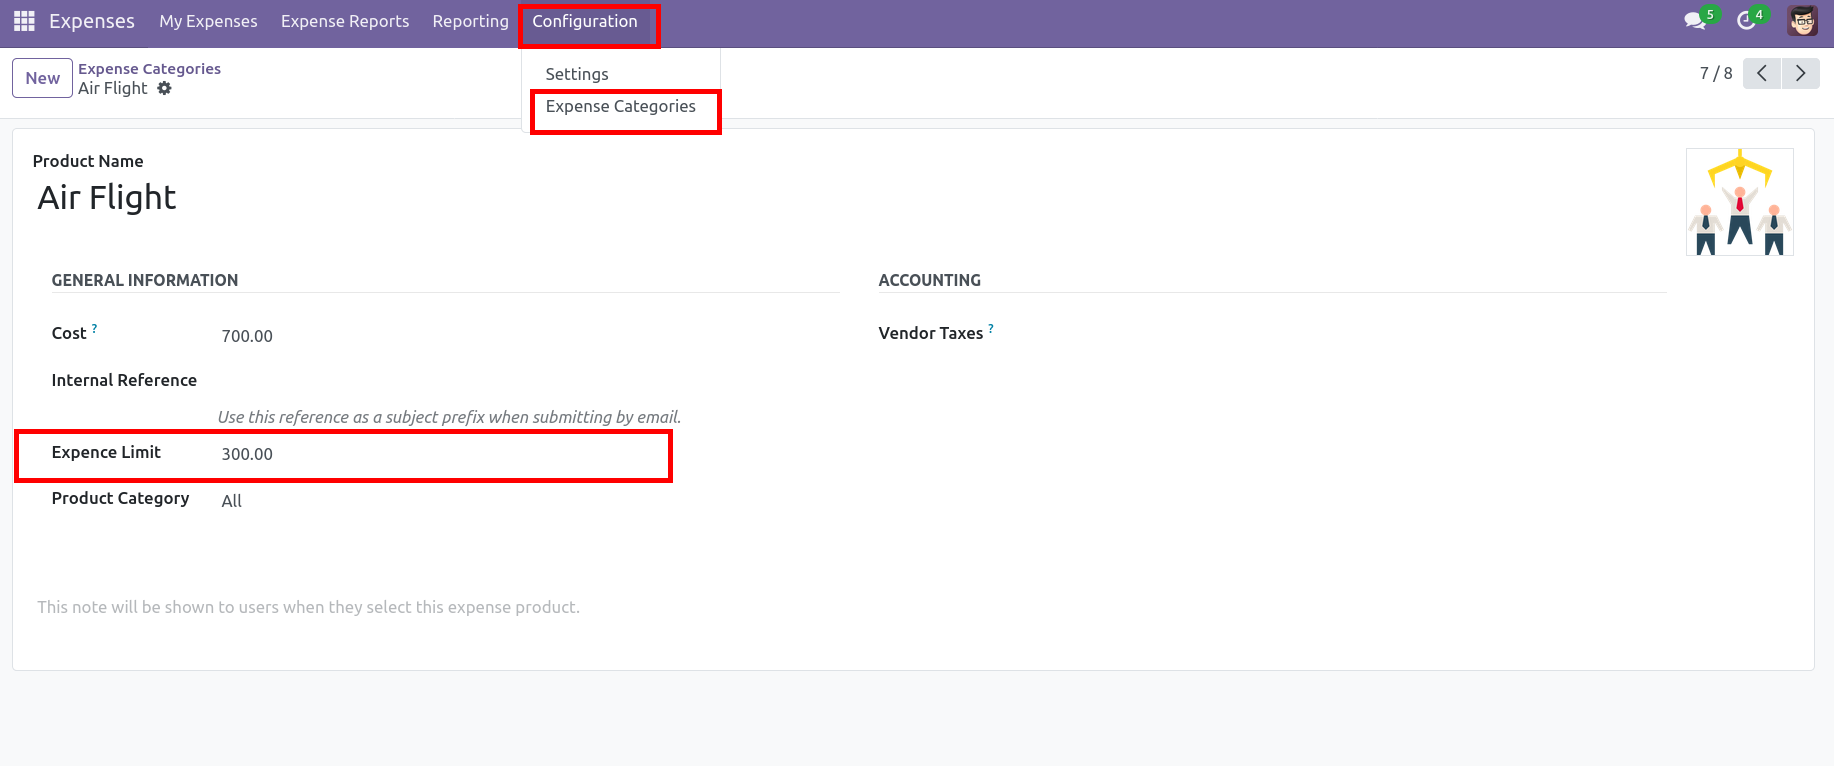 Expenses My Expenses Expense Reports Reporting Configuration 5 4
New Expense Categories
Air Flight
7 / 8
Settings
Expense Categories
Product Name
Air Flight
GENERAL INFORMATION
Cost ? 700.00
Internal Reference
Use this reference as a subject prefix when submitting by email.
Expence Limit 300.00
Product Category All
ACCOUNTING
Vendor Taxes ?
This note will be shown to users when they select this expense product.